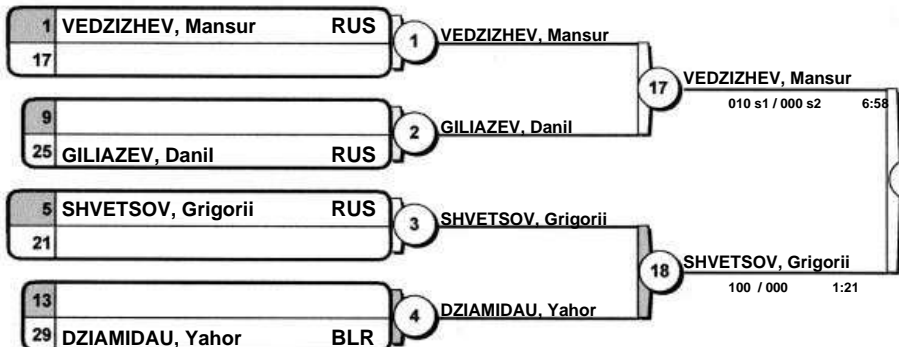 1 VEDZIZHEV, Mansur RUS
17
1
VEDZIZHEV, Mansur
9
25 GILIAZEV, Danil RUS
2
GILIAZEV, Danil
17
VEDZIZHEV, Mansur
010 s1 / 000 s2 6:58
5 SHVETSOV, Grigorii RUS
21
3
SHVETSOV, Grigorii
13
29 DZIAMIDAU, Yahor BLR
4
DZIAMIDAU, Yahor
18
SHVETSOV, Grigorii
100 / 000 1:21